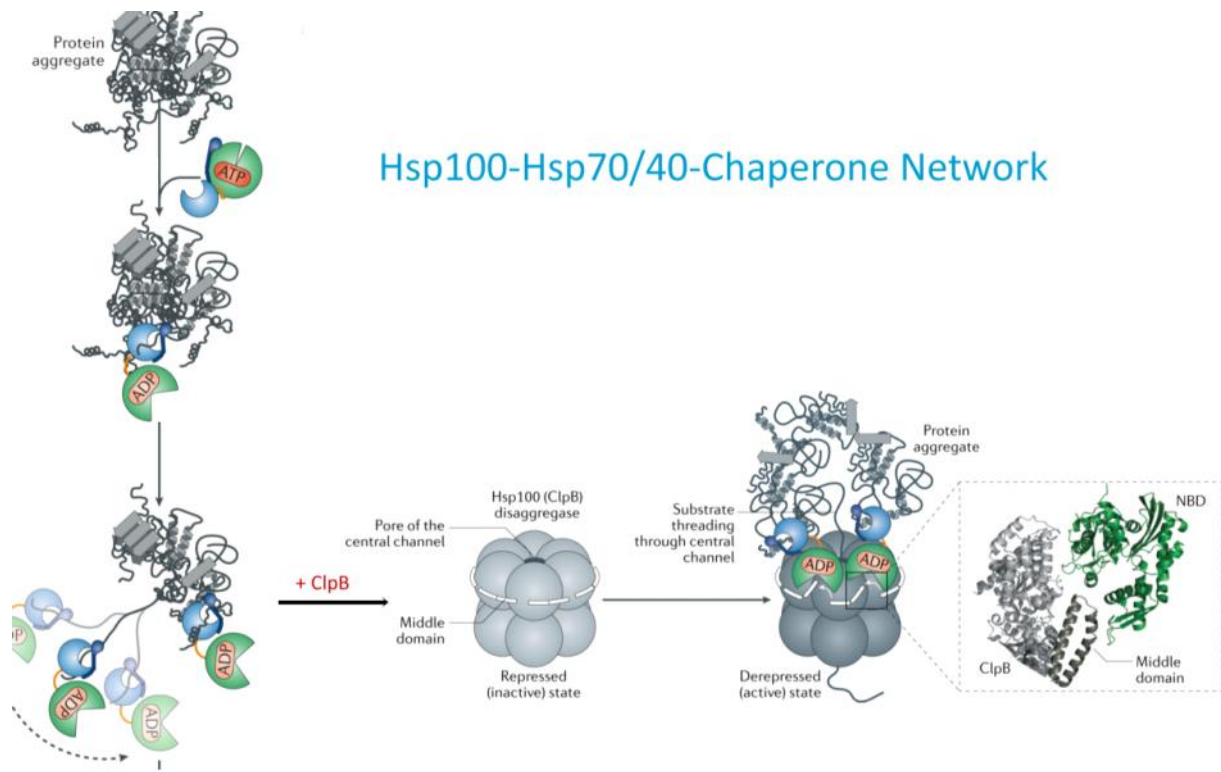 Protein
aggregate
Hsp100-Hsp70/40-Chaperone Network
ATP
ADP
Hsp100 (ClpB)
disaggregase
Pore of the
central channel
+ ClpB
Middle
domain
Repressed
(inactive) state
Protein
aggregate
Substrate
threading
through central
channel
ADP
ADP
Derepressed
(active) state
NBD
ClpB
Middle
domain
ADP
ADP
ADP